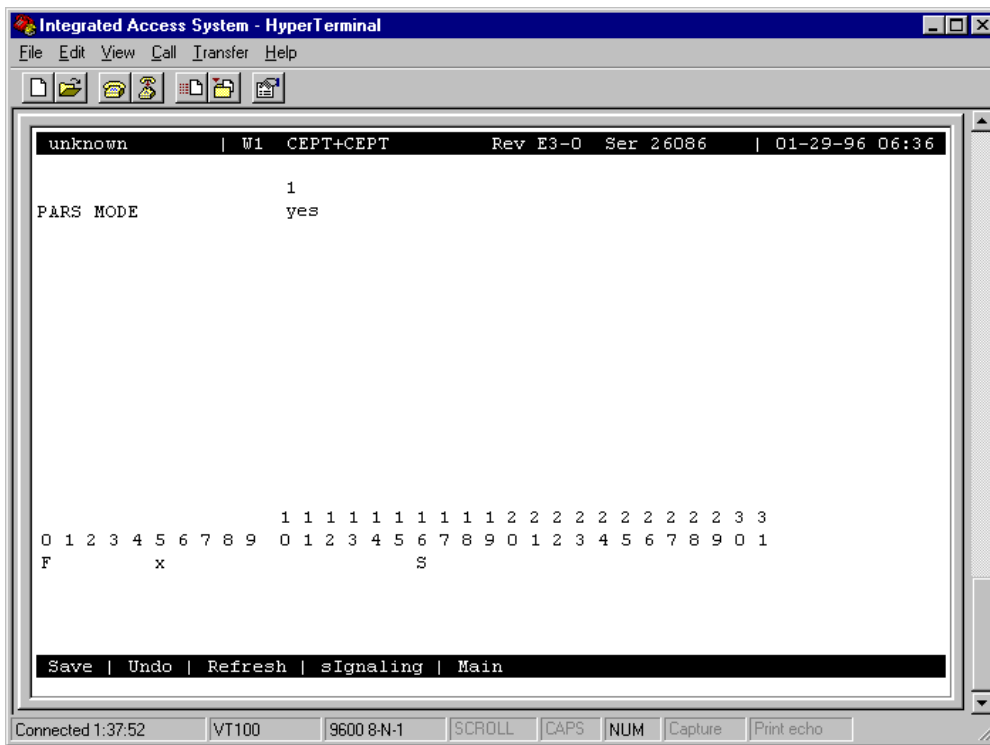 Integrated Access System - HyperTerminal
File Edit View Call Transfer Help
unknown | W1 CEPT+CEPT Rev E3-0 Ser 26086 | 01-29-96 06:36
1
PARS MODE yes
1 1 1 1 1 1 1 1 1 1 2 2 2 2 2 2 2 2 2 2 3 3
0 1 2 3 4 5 6 7 8 9 0 1 2 3 4 5 6 7 8 9 0 1 2 3 4 5 6 7 8 9 0 1
F x S
Save | Undo | Refresh | sIgnaling | Main
Connected 1:37:52 VT100 9600 8-N-1 SCROLL CAPS NUM Capture Print echo